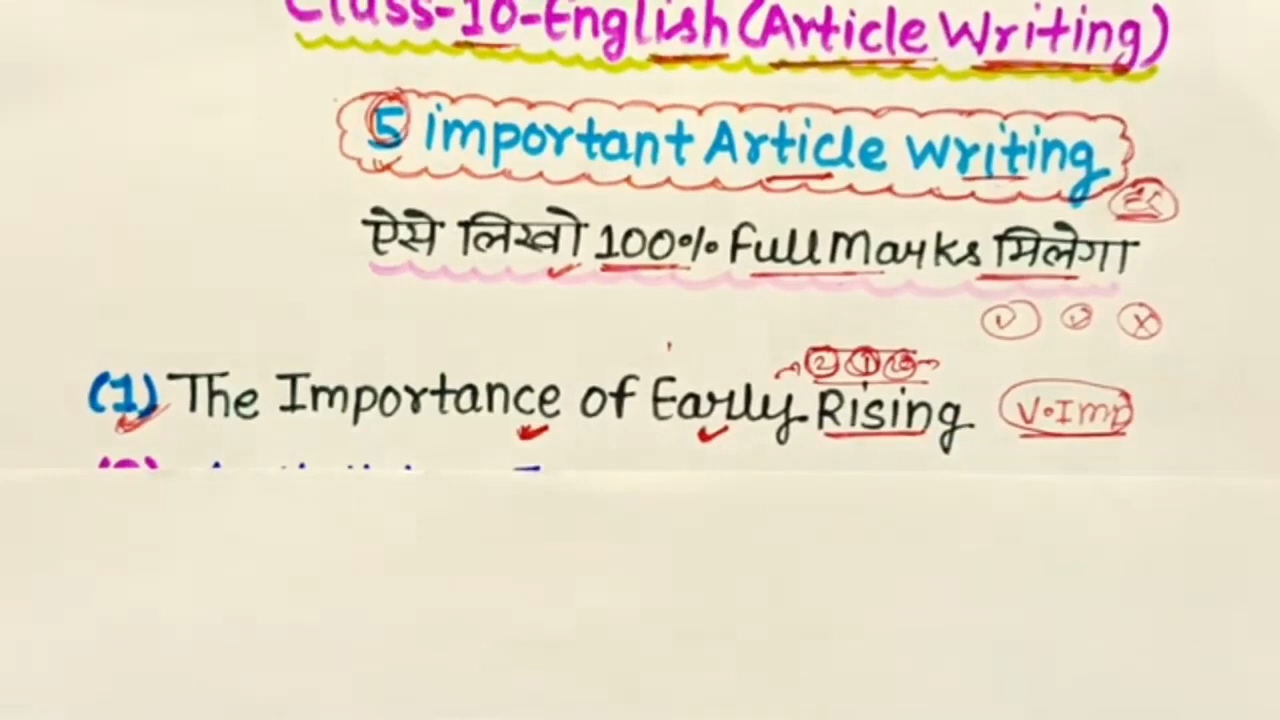 Class-10-English(Article Writing)
5 important Article Writing
ऐसे लिखो 100% Full Marks मिलेगा
(1) The Importance of Early Rising V.Imp